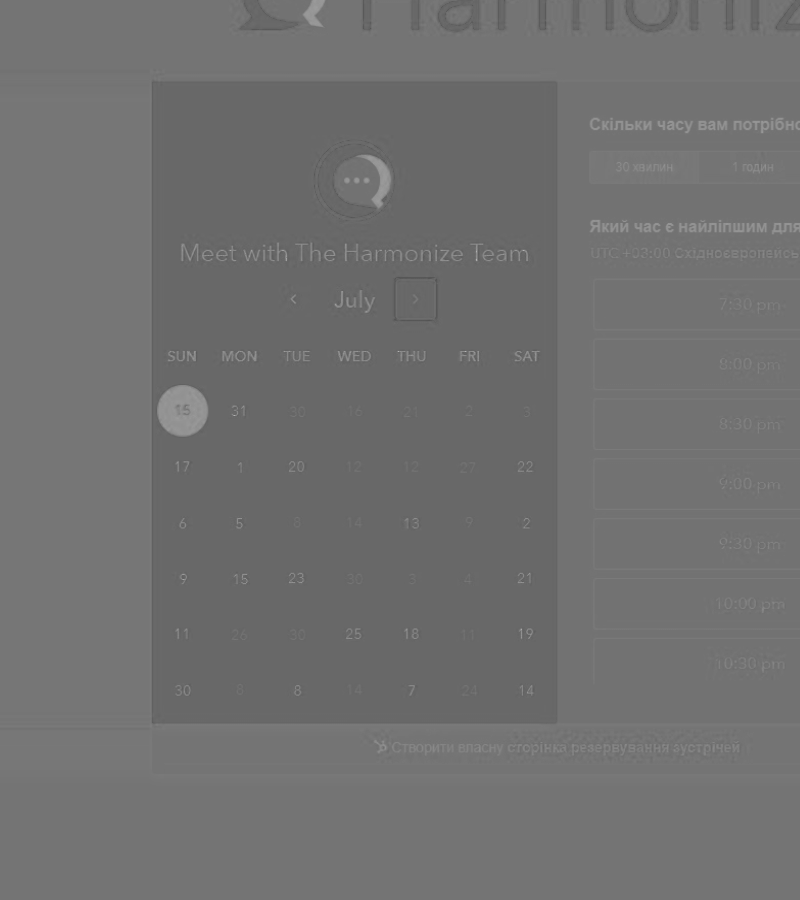 Harmoniz
Meet with The Harmonize Team
July
SUN MON TUE WED THU FRI SAT
15 31 30 16 21 2 3
17 1 20 12 12 27 22
6 5 8 14 13 9 2
9 15 23 30 3 4 21
11 26 30 25 18 11 19
30 8 8 14 7 24 14
Скільки часу вам потрібно
30 хвилин 1 годин
Який час є найліпшим для
UTC +03:00 Східноєвропейсь
7:30 pm
8:00 pm
8:30 pm
9:00 pm
9:30 pm
10:00 pm
10:30 pm
Створити власну сторінка резервування зустрічей